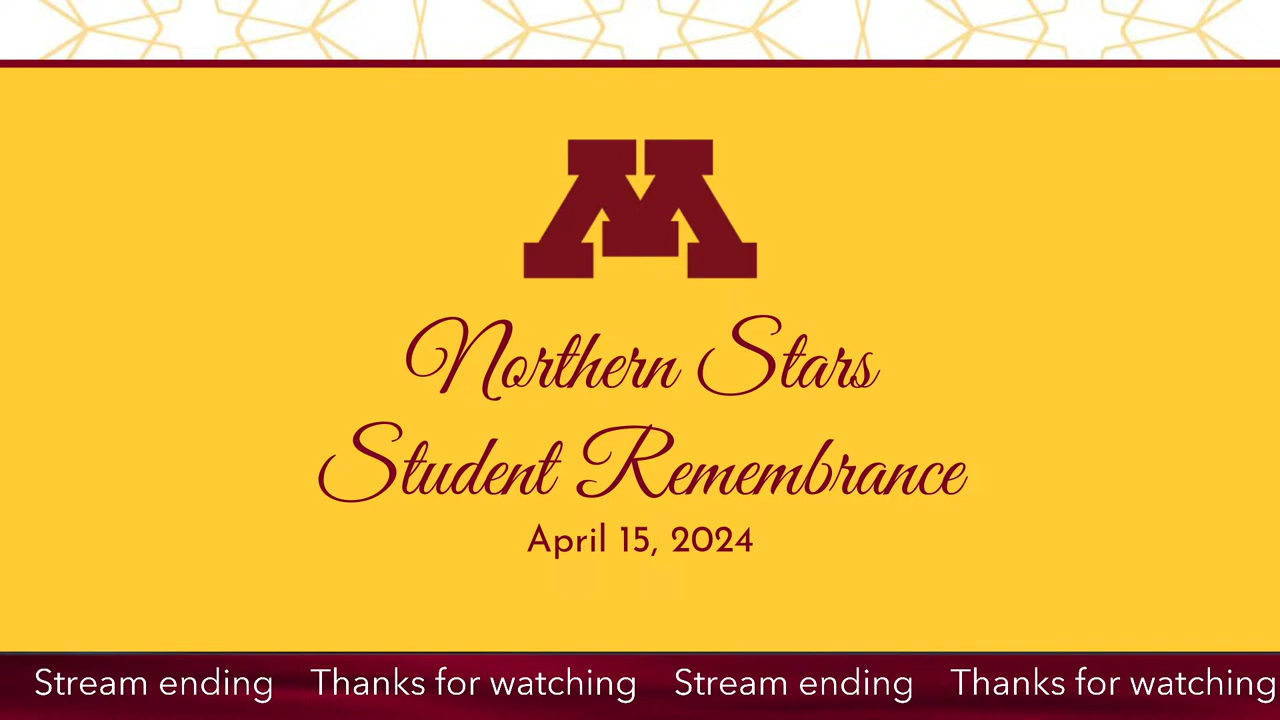 M
Northern Stars
Student Remembrance
April 15, 2024
Stream ending Thanks for watching Stream ending Thanks for watching